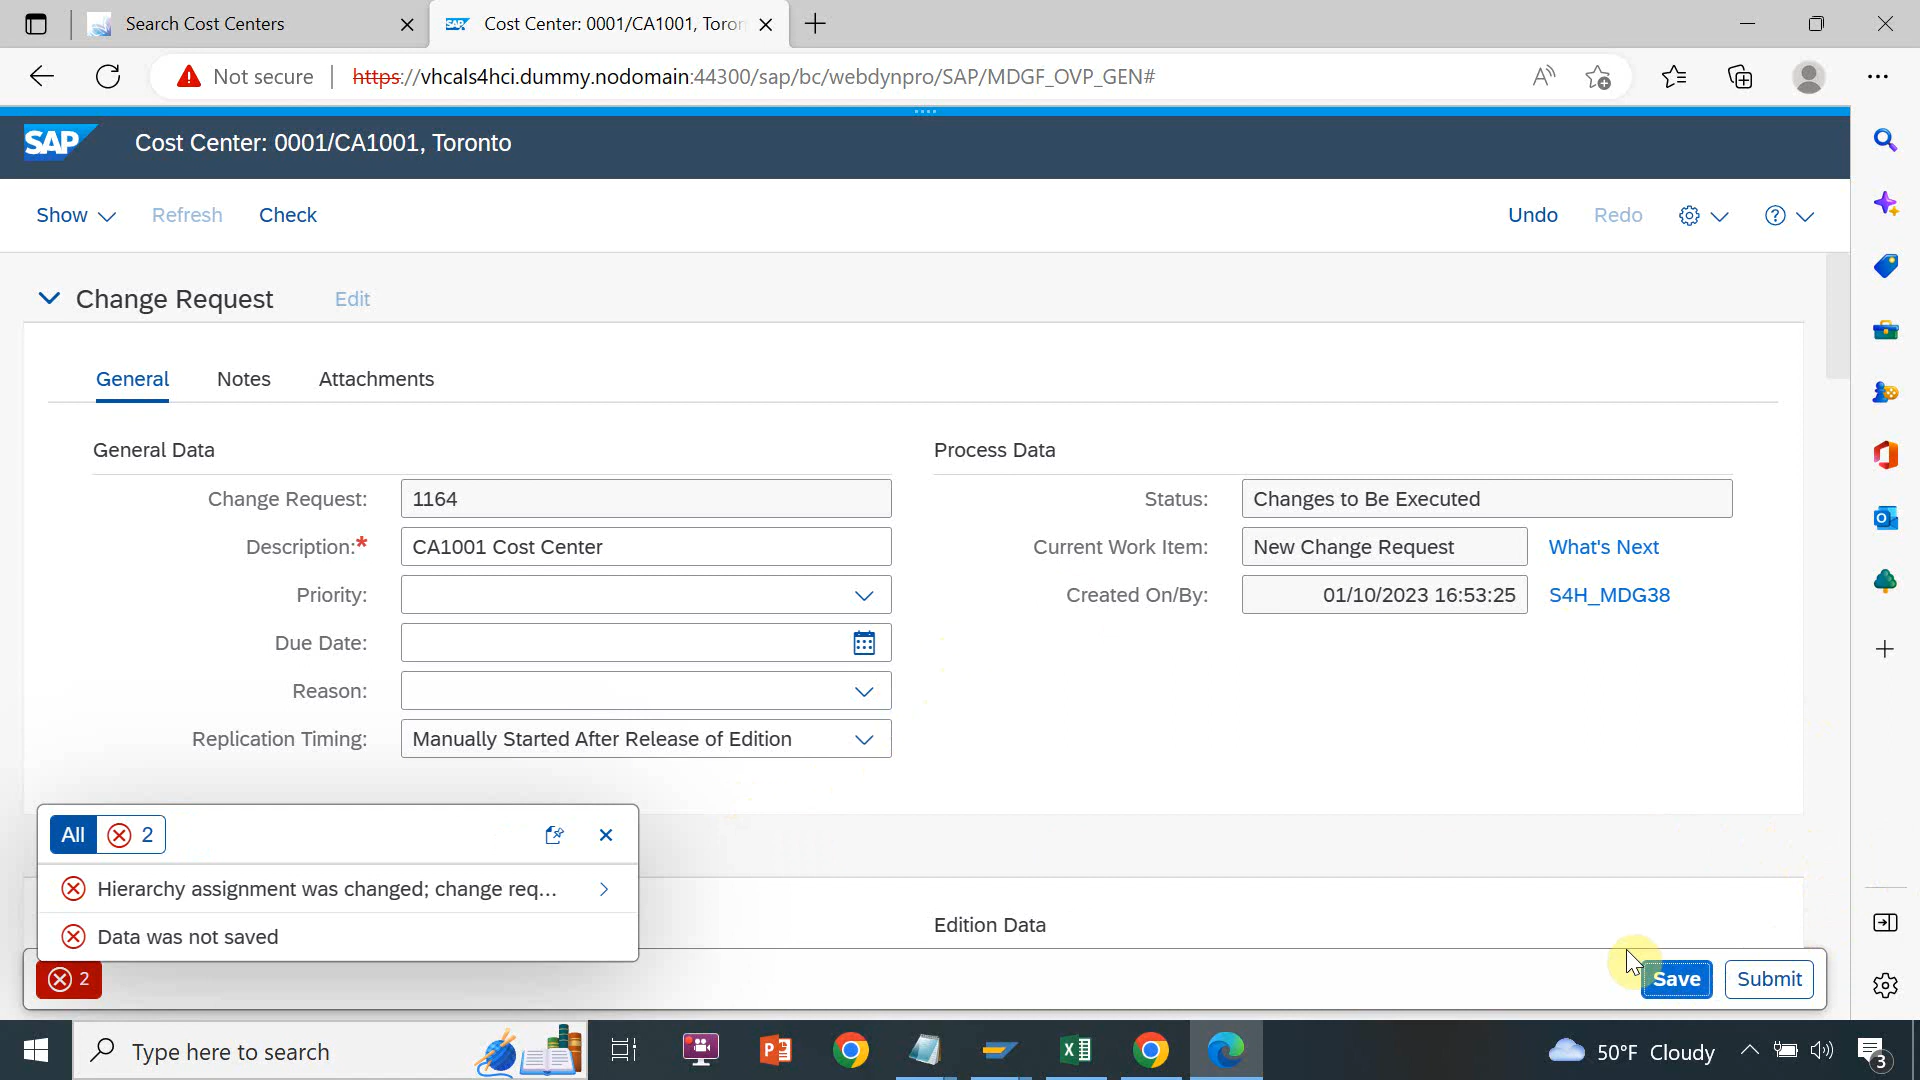 Search Cost Centers
Cost Center: 0001/CA1001, Toron
Not secure
https://vhcals4hci.dummy.nodomain:44300/sap/bc/webdynpro/SAP/MDGF_OVP_GEN#
SAP Cost Center: 0001/CA1001, Toronto
Show Refresh Check Undo Redo
Change Request Edit
General Notes Attachments
General Data
Process Data
Change Request: 1164
Status: Changes to Be Executed
Description:* CA1001 Cost Center
Current Work Item: New Change Request What's Next
Priority:
Created On/By: 01/10/2023 16:53:25 S4H_MDG38
Due Date:
Reason:
Replication Timing: Manually Started After Release of Edition
All 2
Hierarchy assignment was changed; change req...
Data was not saved
Edition Data
2
Save Submit
Type here to search
50°F Cloudy
3